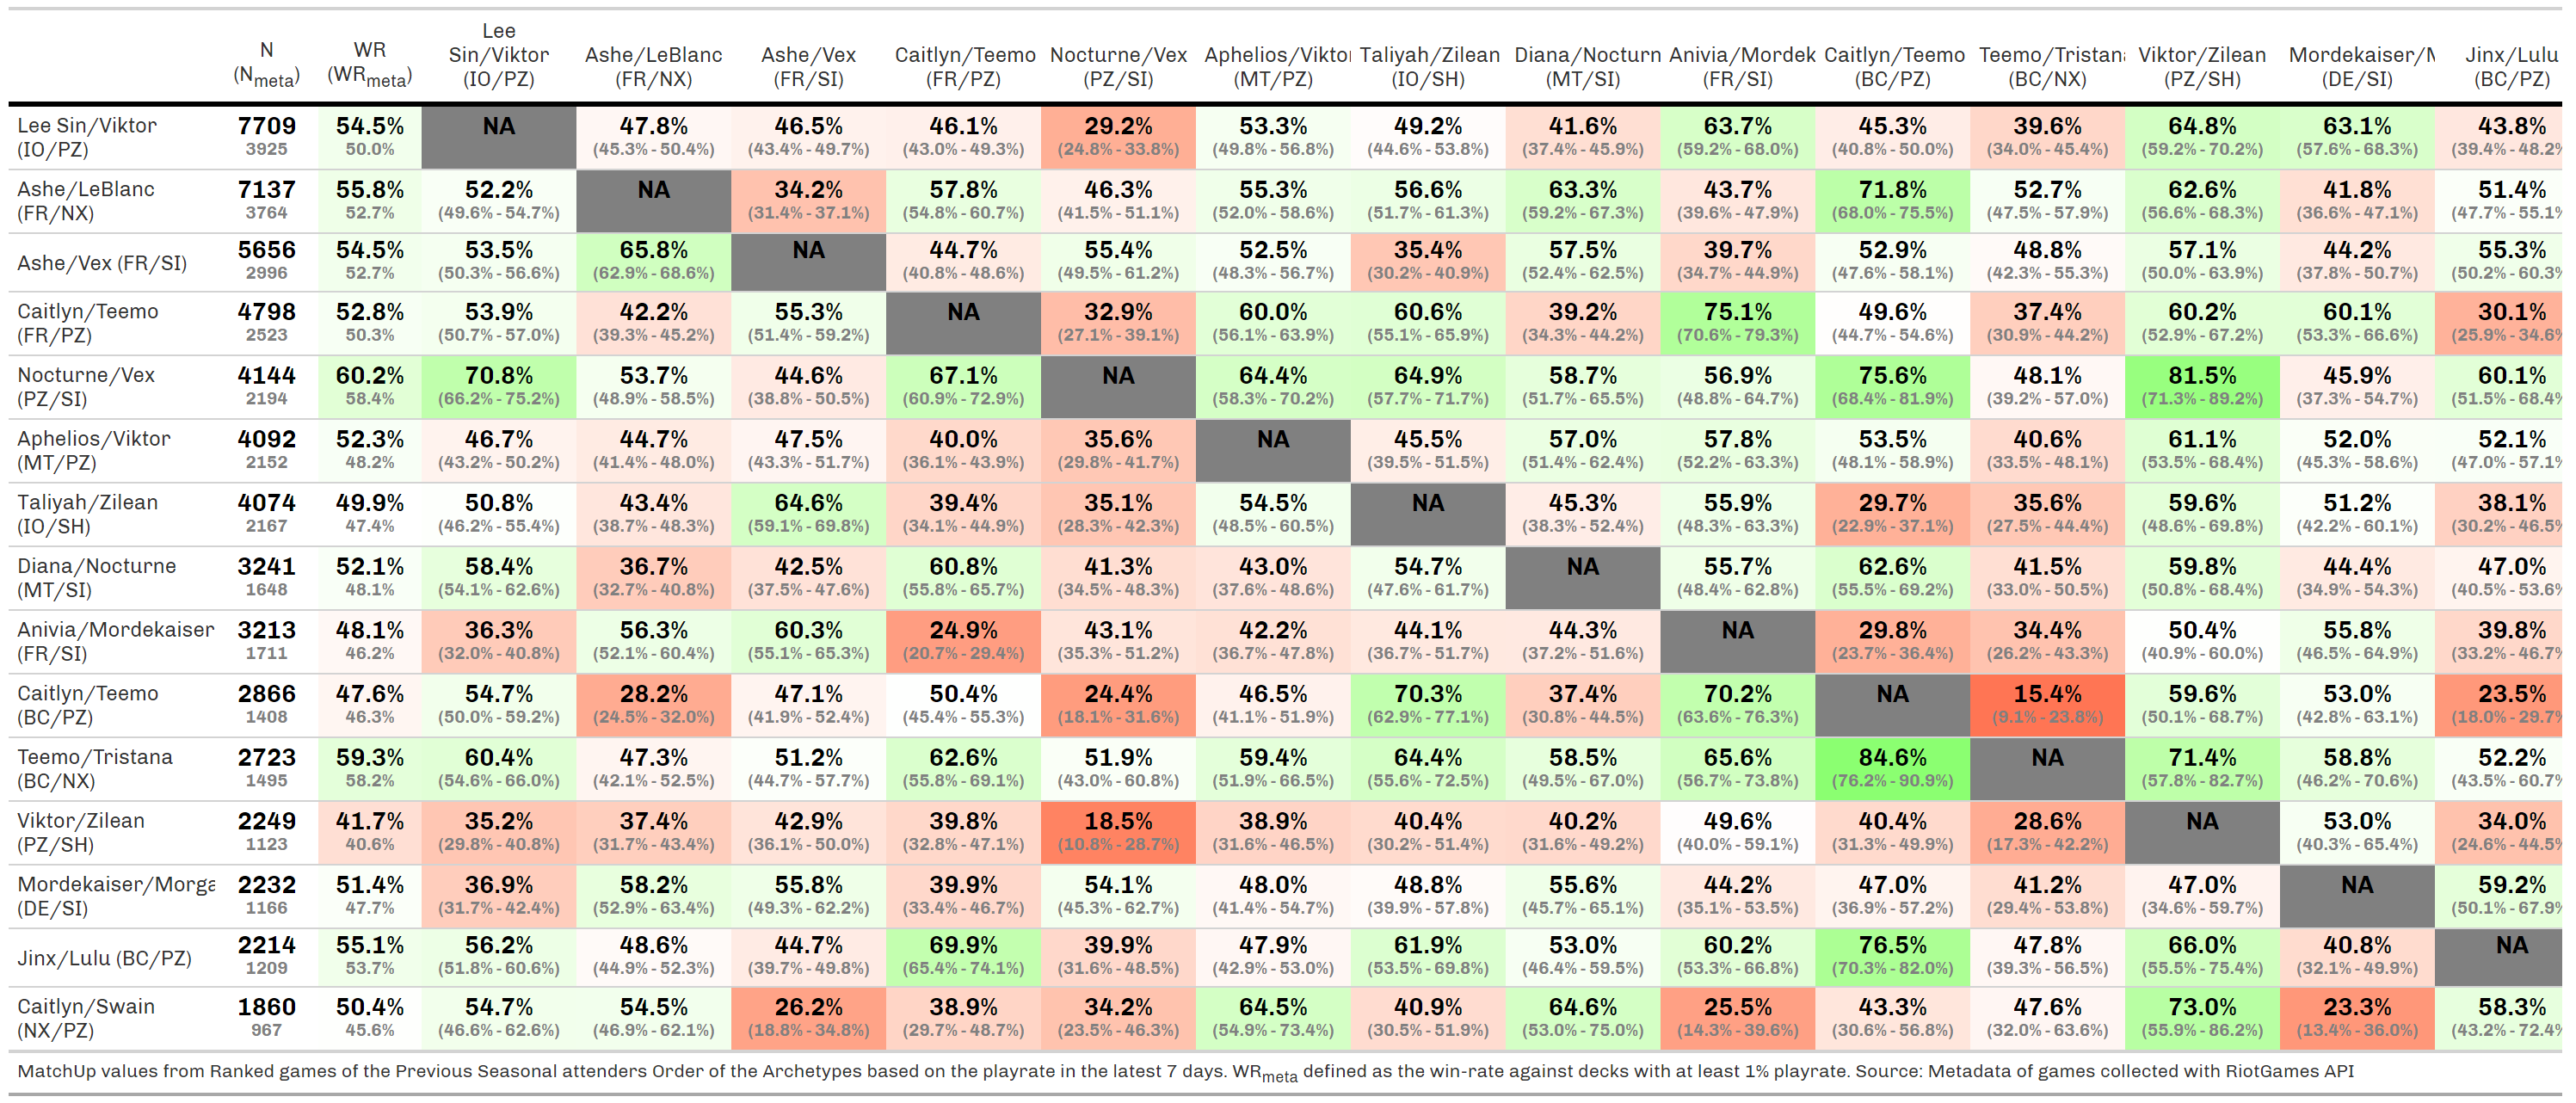 N (Nmeta) WR (WRmeta) Lee Sin/Viktor (IO/PZ) Ashe/LeBlanc (FR/NX) Ashe/Vex (FR/SI) Caitlyn/Teemo (FR/PZ) Nocturne/Vex (PZ/SI) Aphelios/Viktor (MT/PZ) Taliyah/Zilean (IO/SH) Diana/Nocturn (MT/SI) Anivia/Mordek (FR/SI) Caitlyn/Teemo (BC/PZ) Teemo/Tristana (BC/NX) Viktor/Zilean (PZ/SH) Mordekaiser/M (DE/SI) Jinx/Lulu (BC/PZ)
Lee Sin/Viktor 7709 54.5% NA 47.8% 46.5% 46.1% 29.2% 53.3% 49.2% 41.6% 63.7% 45.3% 39.6% 64.8% 63.1% 43.8%
(IO/PZ) 3925 50.0% (45.3% - 50.4%) (43.4% - 49.7%) (43.0% - 49.3%) (24.8% - 33.8%) (49.8% - 56.8%) (44.6% - 53.8%) (37.4% - 45.9%) (59.2% - 68.0%) (40.8% - 50.0%) (34.0% - 45.4%) (59.2% - 70.2%) (57.6% - 68.3%) (39.4% - 48.2%
Ashe/LeBlanc 7137 55.8% 52.2% NA 34.2% 57.8% 46.3% 55.3% 56.6% 63.3% 43.7% 71.8% 52.7% 62.6% 41.8% 51.4%
(FR/NX) 3764 52.7% (49.6% - 54.7%) (31.4% - 37.1%) (54.8% - 60.7%) (41.5% - 51.1%) (52.0% - 58.6%) (51.7% - 61.3%) (59.2% - 67.3%) (39.6% - 47.9%) (68.0% - 75.5%) (47.5% - 57.9%) (56.6% - 68.3%) (36.6% - 47.1%) (47.7% - 55.1%
Ashe/Vex (FR/SI) 5656 54.5% 53.5% 65.8% NA 44.7% 55.4% 52.5% 35.4% 57.5% 39.7% 52.9% 48.8% 57.1% 44.2% 55.3%
2996 52.7% (50.3% - 56.6%) (62.9% - 68.6%) (40.8% - 48.6%) (49.5% - 61.2%) (48.3% - 56.7%) (30.2% - 40.9%) (52.4% - 62.5%) (34.7% - 44.9%) (47.6% - 58.1%) (42.3% - 55.3%) (50.0% - 63.9%) (37.8% - 50.7%) (50.2% - 60.3%
Caitlyn/Teemo 4798 52.8% 53.9% 42.2% 55.3% NA 32.9% 60.0% 60.6% 39.2% 75.1% 49.6% 37.4% 60.2% 60.1% 30.1%
(FR/PZ) 2523 50.3% (50.7% - 57.0%) (39.3% - 45.2%) (51.4% - 59.2%) (27.1% - 39.1%) (56.1% - 63.9%) (55.1% - 65.9%) (34.3% - 44.2%) (70.6% - 79.3%) (44.7% - 54.6%) (30.9% - 44.2%) (52.9% - 67.2%) (53.3% - 66.6%) (25.9% - 34.6%
Nocturne/Vex 4144 60.2% 70.8% 53.7% 44.6% 67.1% NA 64.4% 64.9% 58.7% 56.9% 75.6% 48.1% 81.5% 45.9% 60.1%
(PZ/SI) 2194 58.4% (66.2% - 75.2%) (48.9% - 58.5%) (38.8% - 50.5%) (60.9% - 72.9%) (58.3% - 70.2%) (57.7% - 71.7%) (51.7% - 65.5%) (48.8% - 64.7%) (68.4% - 81.9%) (39.2% - 57.0%) (71.3% - 89.2%) (37.3% - 54.7%) (51.5% - 68.4%
Aphelios/Viktor 4092 52.3% 46.7% 44.7% 47.5% 40.0% 35.6% NA 45.5% 57.0% 57.8% 53.5% 40.6% 61.1% 52.0% 52.1%
(MT/PZ) 2152 48.2% (43.2% - 50.2%) (41.4% - 48.0%) (43.3% - 51.7%) (36.1% - 43.9%) (29.8% - 41.7%) (39.5% - 51.5%) (51.4% - 62.4%) (52.2% - 63.3%) (48.1% - 58.9%) (33.5% - 48.1%) (53.5% - 68.4%) (45.3% - 58.6%) (47.0% - 57.1%
Taliyah/Zilean 4074 49.9% 50.8% 43.4% 64.6% 39.4% 35.1% 54.5% NA 45.3% 55.9% 29.7% 35.6% 59.6% 51.2% 38.1%
(IO/SH) 2167 47.4% (46.2% - 55.4%) (38.7% - 48.3%) (59.1% - 69.8%) (34.1% - 44.9%) (28.3% - 42.3%) (48.5% - 60.5%) (38.3% - 52.4%) (48.3% - 63.3%) (22.9% - 37.1%) (27.5% - 44.4%) (48.6% - 69.8%) (42.2% - 60.1%) (30.2% - 46.5%
Diana/Nocturne 3241 52.1% 58.4% 36.7% 42.5% 60.8% 41.3% 43.0% 54.7% NA 55.7% 62.6% 41.5% 59.8% 44.4% 47.0%
(MT/SI) 1648 48.1% (54.1% - 62.6%) (32.7% - 40.8%) (37.5% - 47.6%) (55.8% - 65.7%) (34.5% - 48.3%) (37.6% - 48.6%) (47.6% - 61.7%) (48.4% - 62.8%) (55.5% - 69.2%) (33.0% - 50.5%) (50.8% - 68.4%) (34.9% - 54.3%) (40.5% - 53.6%
Anivia/Mordekaiser 3213 48.1% 36.3% 56.3% 60.3% 24.9% 43.1% 42.2% 44.1% 44.3% NA 29.8% 34.4% 50.4% 55.8% 39.8%
(FR/SI) 1711 46.2% (32.0% - 40.8%) (52.1% - 60.4%) (55.1% - 65.3%) (20.7% - 29.4%) (35.3% - 51.2%) (36.7% - 47.8%) (36.7% - 51.7%) (37.2% - 51.6%) (23.7% - 36.4%) (26.2% - 43.3%) (40.9% - 60.0%) (46.5% - 64.9%) (33.2% - 46.7%
Caitlyn/Teemo 2866 47.6% 54.7% 28.2% 47.1% 50.4% 24.4% 46.5% 70.3% 37.4% 70.2% NA 15.4% 59.6% 53.0% 23.5%
(BC/PZ) 1408 46.3% (50.0% - 59.2%) (24.5% - 32.0%) (41.9% - 52.4%) (45.4% - 55.3%) (18.1% - 31.6%) (41.1% - 51.9%) (62.9% - 77.1%) (30.8% - 44.5%) (63.6% - 76.3%) (9.1% - 23.8%) (50.1% - 68.7%) (42.8% - 63.1%) (18.0% - 29.7%
Teemo/Tristana 2723 59.3% 60.4% 47.3% 51.2% 62.6% 51.9% 59.4% 64.4% 58.5% 65.6% 84.6% NA 71.4% 58.8% 52.2%
(BC/NX) 1495 58.2% (54.6% - 66.0%) (42.1% - 52.5%) (44.7% - 57.7%) (55.8% - 69.1%) (43.0% - 60.8%) (51.9% - 66.5%) (55.6% - 72.5%) (49.5% - 67.0%) (56.7% - 73.8%) (76.2% - 90.9%) (57.8% - 82.7%) (46.2% - 70.6%) (43.5% - 60.7%
Viktor/Zilean 2249 41.7% 35.2% 37.4% 42.9% 39.8% 18.5% 38.9% 40.4% 40.2% 49.6% 40.4% 28.6% NA 53.0% 34.0%
(PZ/SH) 1123 40.6% (29.8% - 40.8%) (31.7% - 43.4%) (36.1% - 50.0%) (32.8% - 47.1%) (10.8% - 28.7%) (31.6% - 46.5%) (30.2% - 51.4%) (31.6% - 49.2%) (40.0% - 59.1%) (31.3% - 49.9%) (17.3% - 42.2%) (40.3% - 65.4%) (24.6% - 44.5%
Mordekaiser/Morga 2232 51.4% 36.9% 58.2% 55.8% 39.9% 54.1% 48.0% 48.8% 55.6% 44.2% 47.0% 41.2% 47.0% NA 59.2%
(DE/SI) 1166 47.7% (31.7% - 42.4%) (52.9% - 63.4%) (49.3% - 62.2%) (33.4% - 46.7%) (45.3% - 62.7%) (41.4% - 54.7%) (39.9% - 57.8%) (45.7% - 65.1%) (35.1% - 53.5%) (36.9% - 57.2%) (29.4% - 53.8%) (34.6% - 59.7%) (50.1% - 67.9%
Jinx/Lulu (BC/PZ) 2214 55.1% 56.2% 48.6% 44.7% 69.9% 39.9% 47.9% 61.9% 53.0% 60.2% 76.5% 47.8% 66.0% 40.8% NA
1209 53.7% (51.8% - 60.6%) (44.9% - 52.3%) (39.7% - 49.8%) (65.4% - 74.1%) (31.6% - 48.5%) (42.9% - 53.0%) (53.5% - 69.8%) (46.4% - 59.5%) (53.3% - 66.8%) (70.3% - 82.0%) (39.3% - 56.5%) (55.5% - 75.4%) (32.1% - 49.9%)
Caitlyn/Swain 1860 50.4% 54.7% 54.5% 26.2% 38.9% 34.2% 64.5% 40.9% 64.6% 25.5% 43.3% 47.6% 73.0% 23.3% 58.3%
(NX/PZ) 967 45.6% (46.6% - 62.6%) (46.9% - 62.1%) (18.8% - 34.8%) (29.7% - 48.7%) (23.5% - 46.3%) (54.9% - 73.4%) (30.5% - 51.9%) (53.0% - 75.0%) (14.3% - 39.6%) (30.6% - 56.8%) (32.0% - 63.6%) (55.9% - 86.2%) (13.4% - 36.0%) (43.2% - 72.4%
MatchUp values from Ranked games of the Previous Seasonal attenders Order of the Archetypes based on the playrate in the latest 7 days. WRmeta defined as the win-rate against decks with at least 1% playrate. Source: Metadata of games collected with RiotGames API